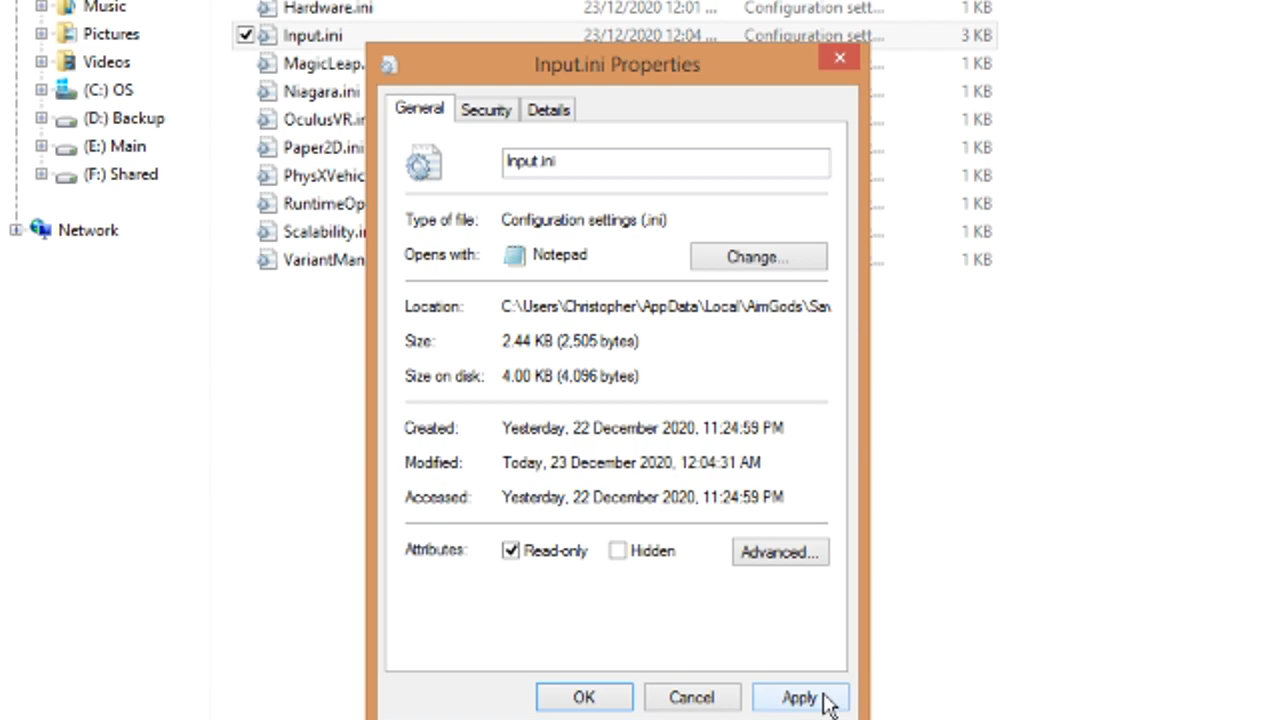 Music
Hardware.ini 23/12/2020 12:01 ... Configuration sett... 1 KB
Pictures
Input.ini 23/12/2020 12:04 ... Configuration sett... 3 KB
Videos
MagicLeap. 1 KB
Input.ini Properties
(C:) OS
Niagara.ini 1 KB
General Security Details
(D:) Backup
OculusVR.in 1 KB
(E:) Main
Paper2D.ini 1 KB
Input.ini
(F:) Shared
PhysXVehic 1 KB
RuntimeOp 1 KB
Type of file: Configuration settings (.ini)
Network
Scalability.in 1 KB
Opens with: Notepad Change...
VariantMan 1 KB
Location: C:\Users\Christopher\AppData\Local\AimGods\Sav
Size: 2.44 KB (2,505 bytes)
Size on disk: 4.00 KB (4,096 bytes)
Created: Yesterday, 22 December 2020, 11:24:59 PM
Modified: Today, 23 December 2020, 12:04:31 AM
Accessed: Yesterday, 22 December 2020, 11:24:59 PM
Attributes: Read-only Hidden Advanced...
OK Cancel Apply